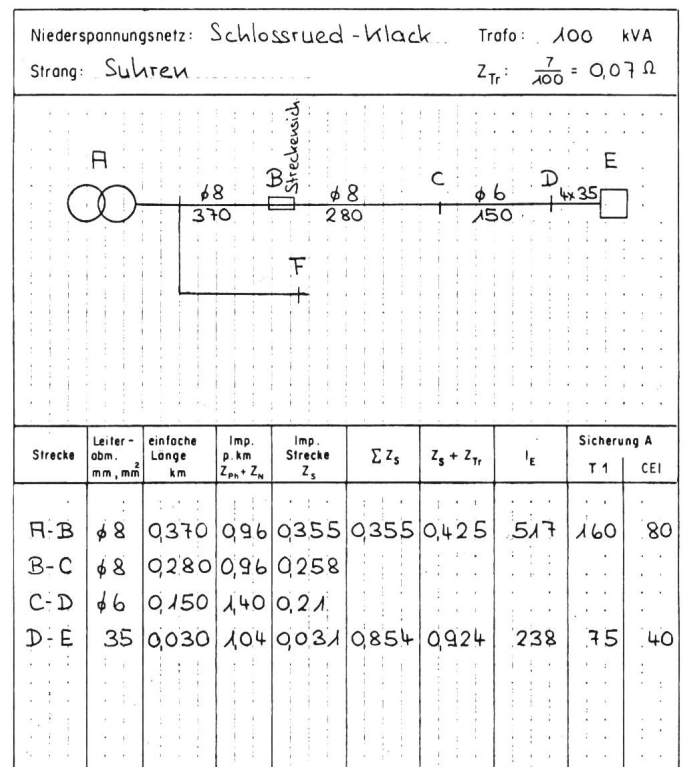 Niederspannungsnetz: Schlossrued - Klack Trafo: 100 kVA
Strang: Suhren Z_Tr: 7/100 = 0,07 Ω
Streckensich
A B C D E
φ8 φ8 φ6 4x35
370 280 150
F
Strecke Leiter-abm. mm, mm² einfache Länge km Imp. p. km Z_Ph + Z_N Imp. Strecke Z_s ∑ Z_S Z_S + Z_Tr I_E Sicherung A T 1 CEI
A-B φ8 0,370 0,96 0,355 0,355 0,425 517 160 80
B-C φ8 0,280 0,96 0,258
C-D φ6 0,150 1,40 0,21
D-E 35 0,030 1,04 0,031 0,854 0,924 238 75 40